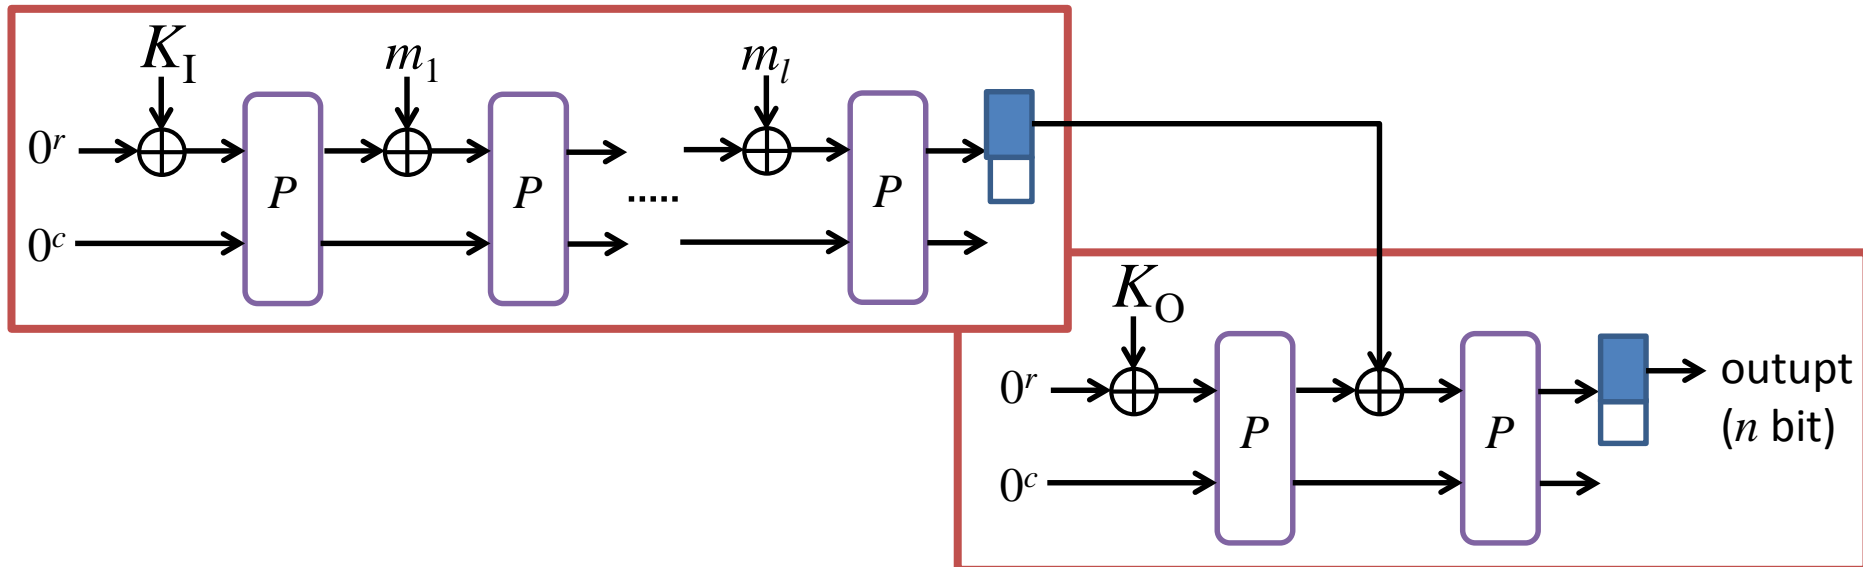 K_I
m_1
m_l
0^r
P
P
P
.....
0^c
K_O
0^r
P
P
outupt
(n bit)
0^c